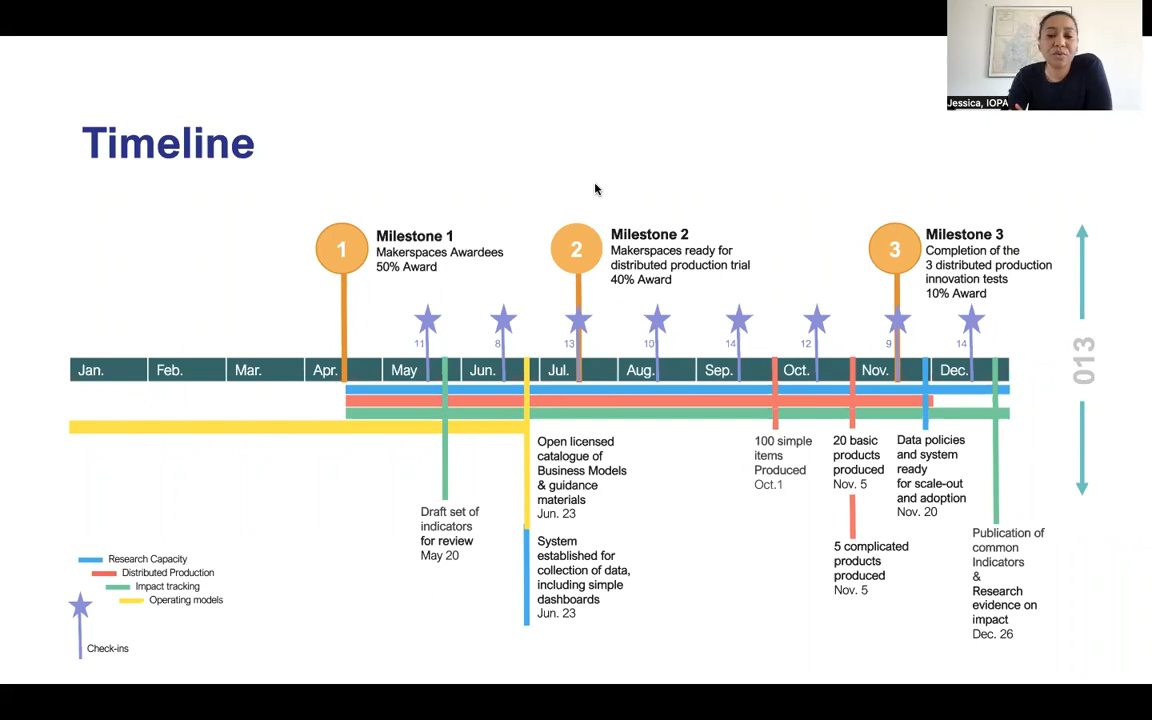 Jessica, IOPA
Timeline
1
Milestone 1
Makerspaces Awardees
50% Award
2
Milestone 2
Makerspaces ready for
distributed production trial
40% Award
3
Milestone 3
Completion of the
3 distributed production
innovation tests
10% Award
11
8
13
10
14
12
9
14
Jan.
Feb.
Mar.
Apr.
May
Jun.
Jul.
Aug.
Sep.
Oct.
Nov.
Dec.
013
Draft set of
indicators
for review
May 20
Open licensed
catalogue of
Business Models
& guidance
materials
Jun. 23
System
established for
collection of data,
including simple
dashboards
Jun. 23
100 simple
items
Produced
Oct.1
20 basic
products
produced
Nov. 5
5 complicated
products
produced
Nov. 5
Data policies
and system
ready
for scale-out
and adoption
Nov. 20
Publication of
common
Indicators
&
Research
evidence on
impact
Dec. 26
Research Capacity
Distributed Production
Impact tracking
Operating models
Check-ins